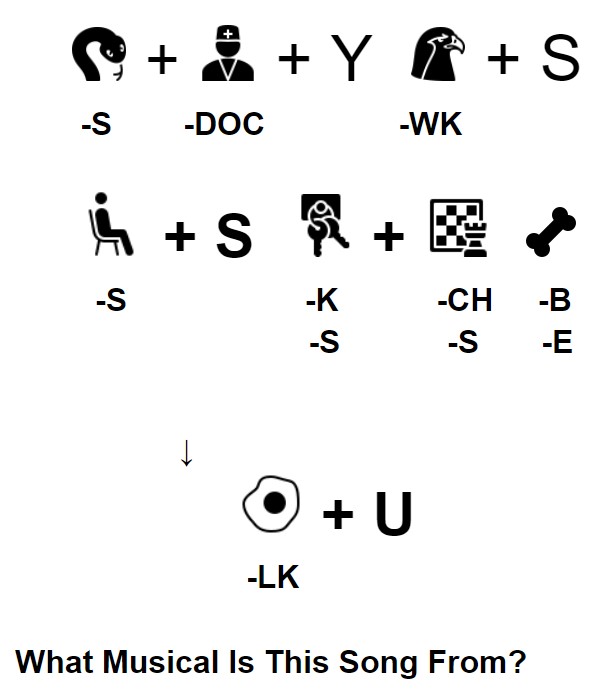 + + Y + S
-S -DOC -WK
+ S +
-S -K -CH -B
-S -S -E
↓
+ U
-LK
What Musical Is This Song From?